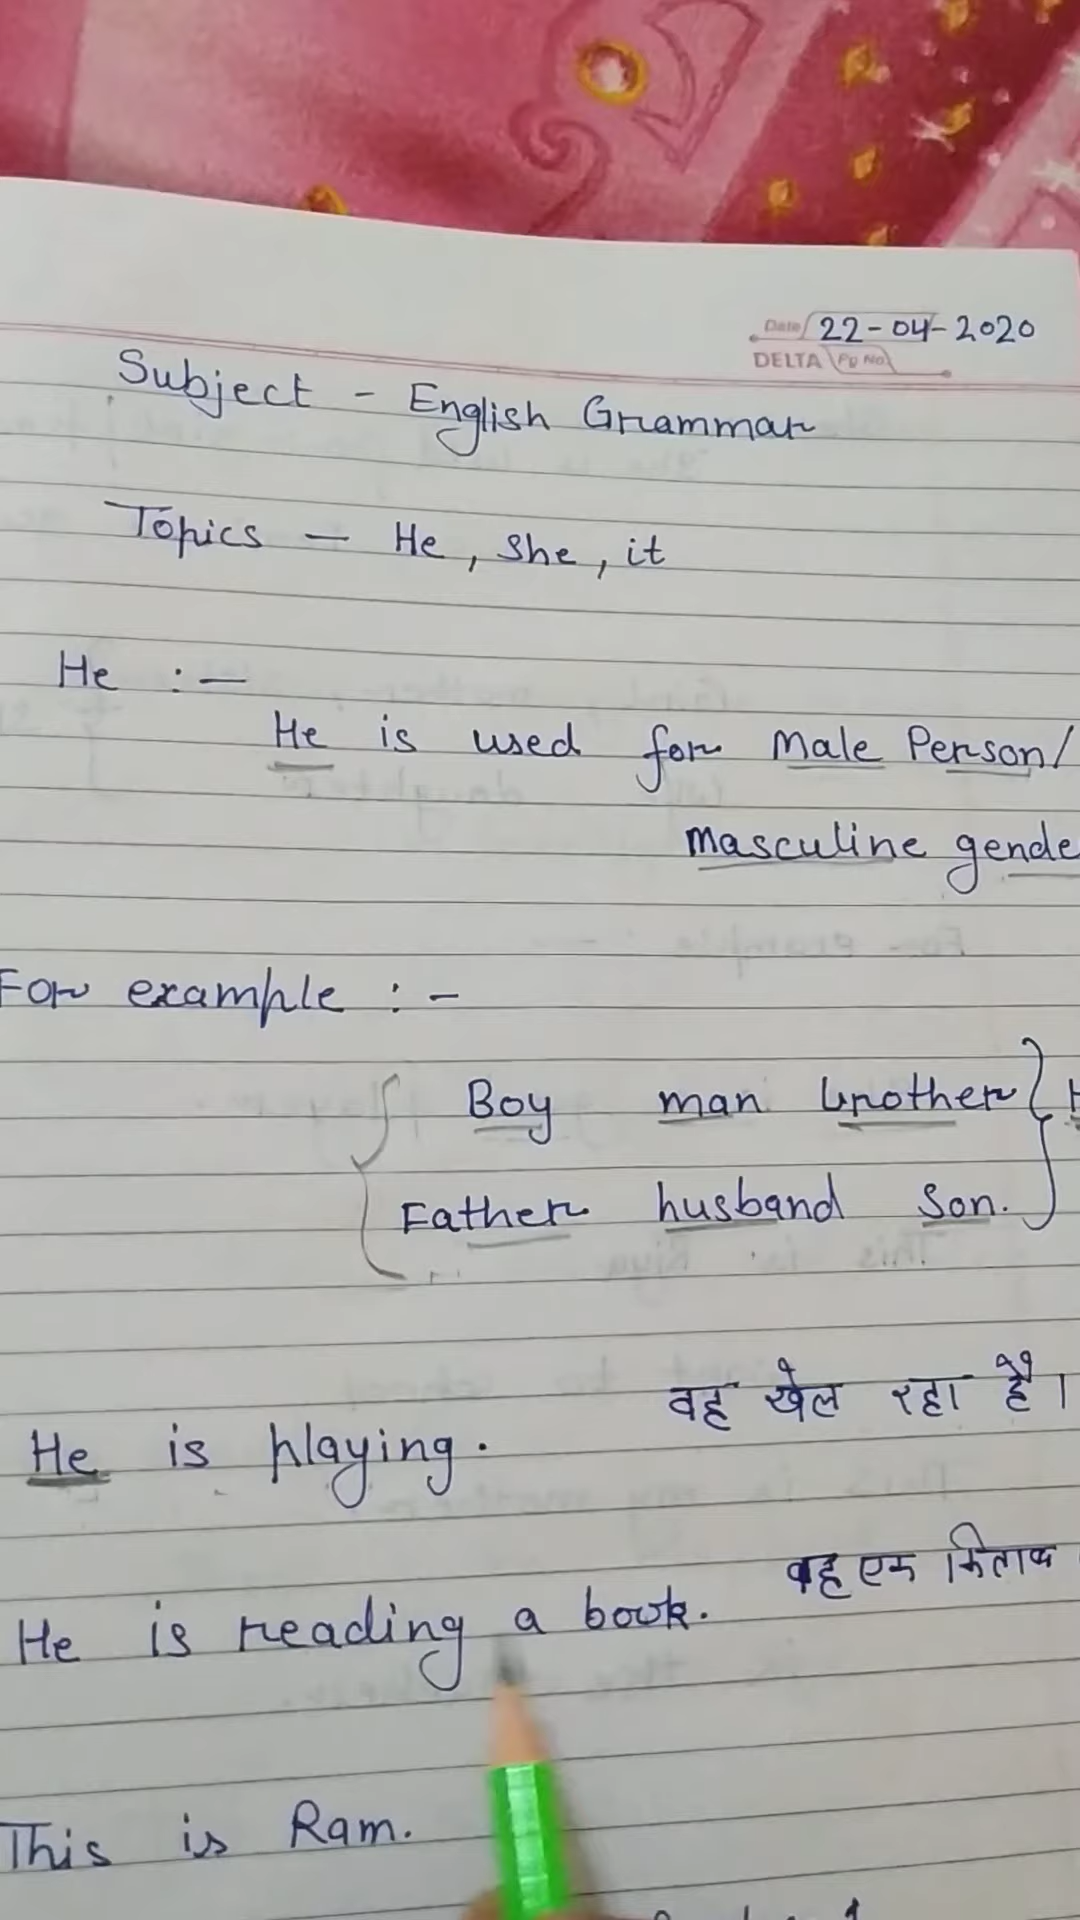 Date 22-04-2020
DELTA Pg No.
Subject - English Grammar
Topics — He, she, it
He :—
He is used for Male Person/
masculine gende
For example :-
Boy man brother
Father husband Son.
वह खेल रहा है।
He is playing.
वह एक किताब
He is reading a book.
This is Ram.